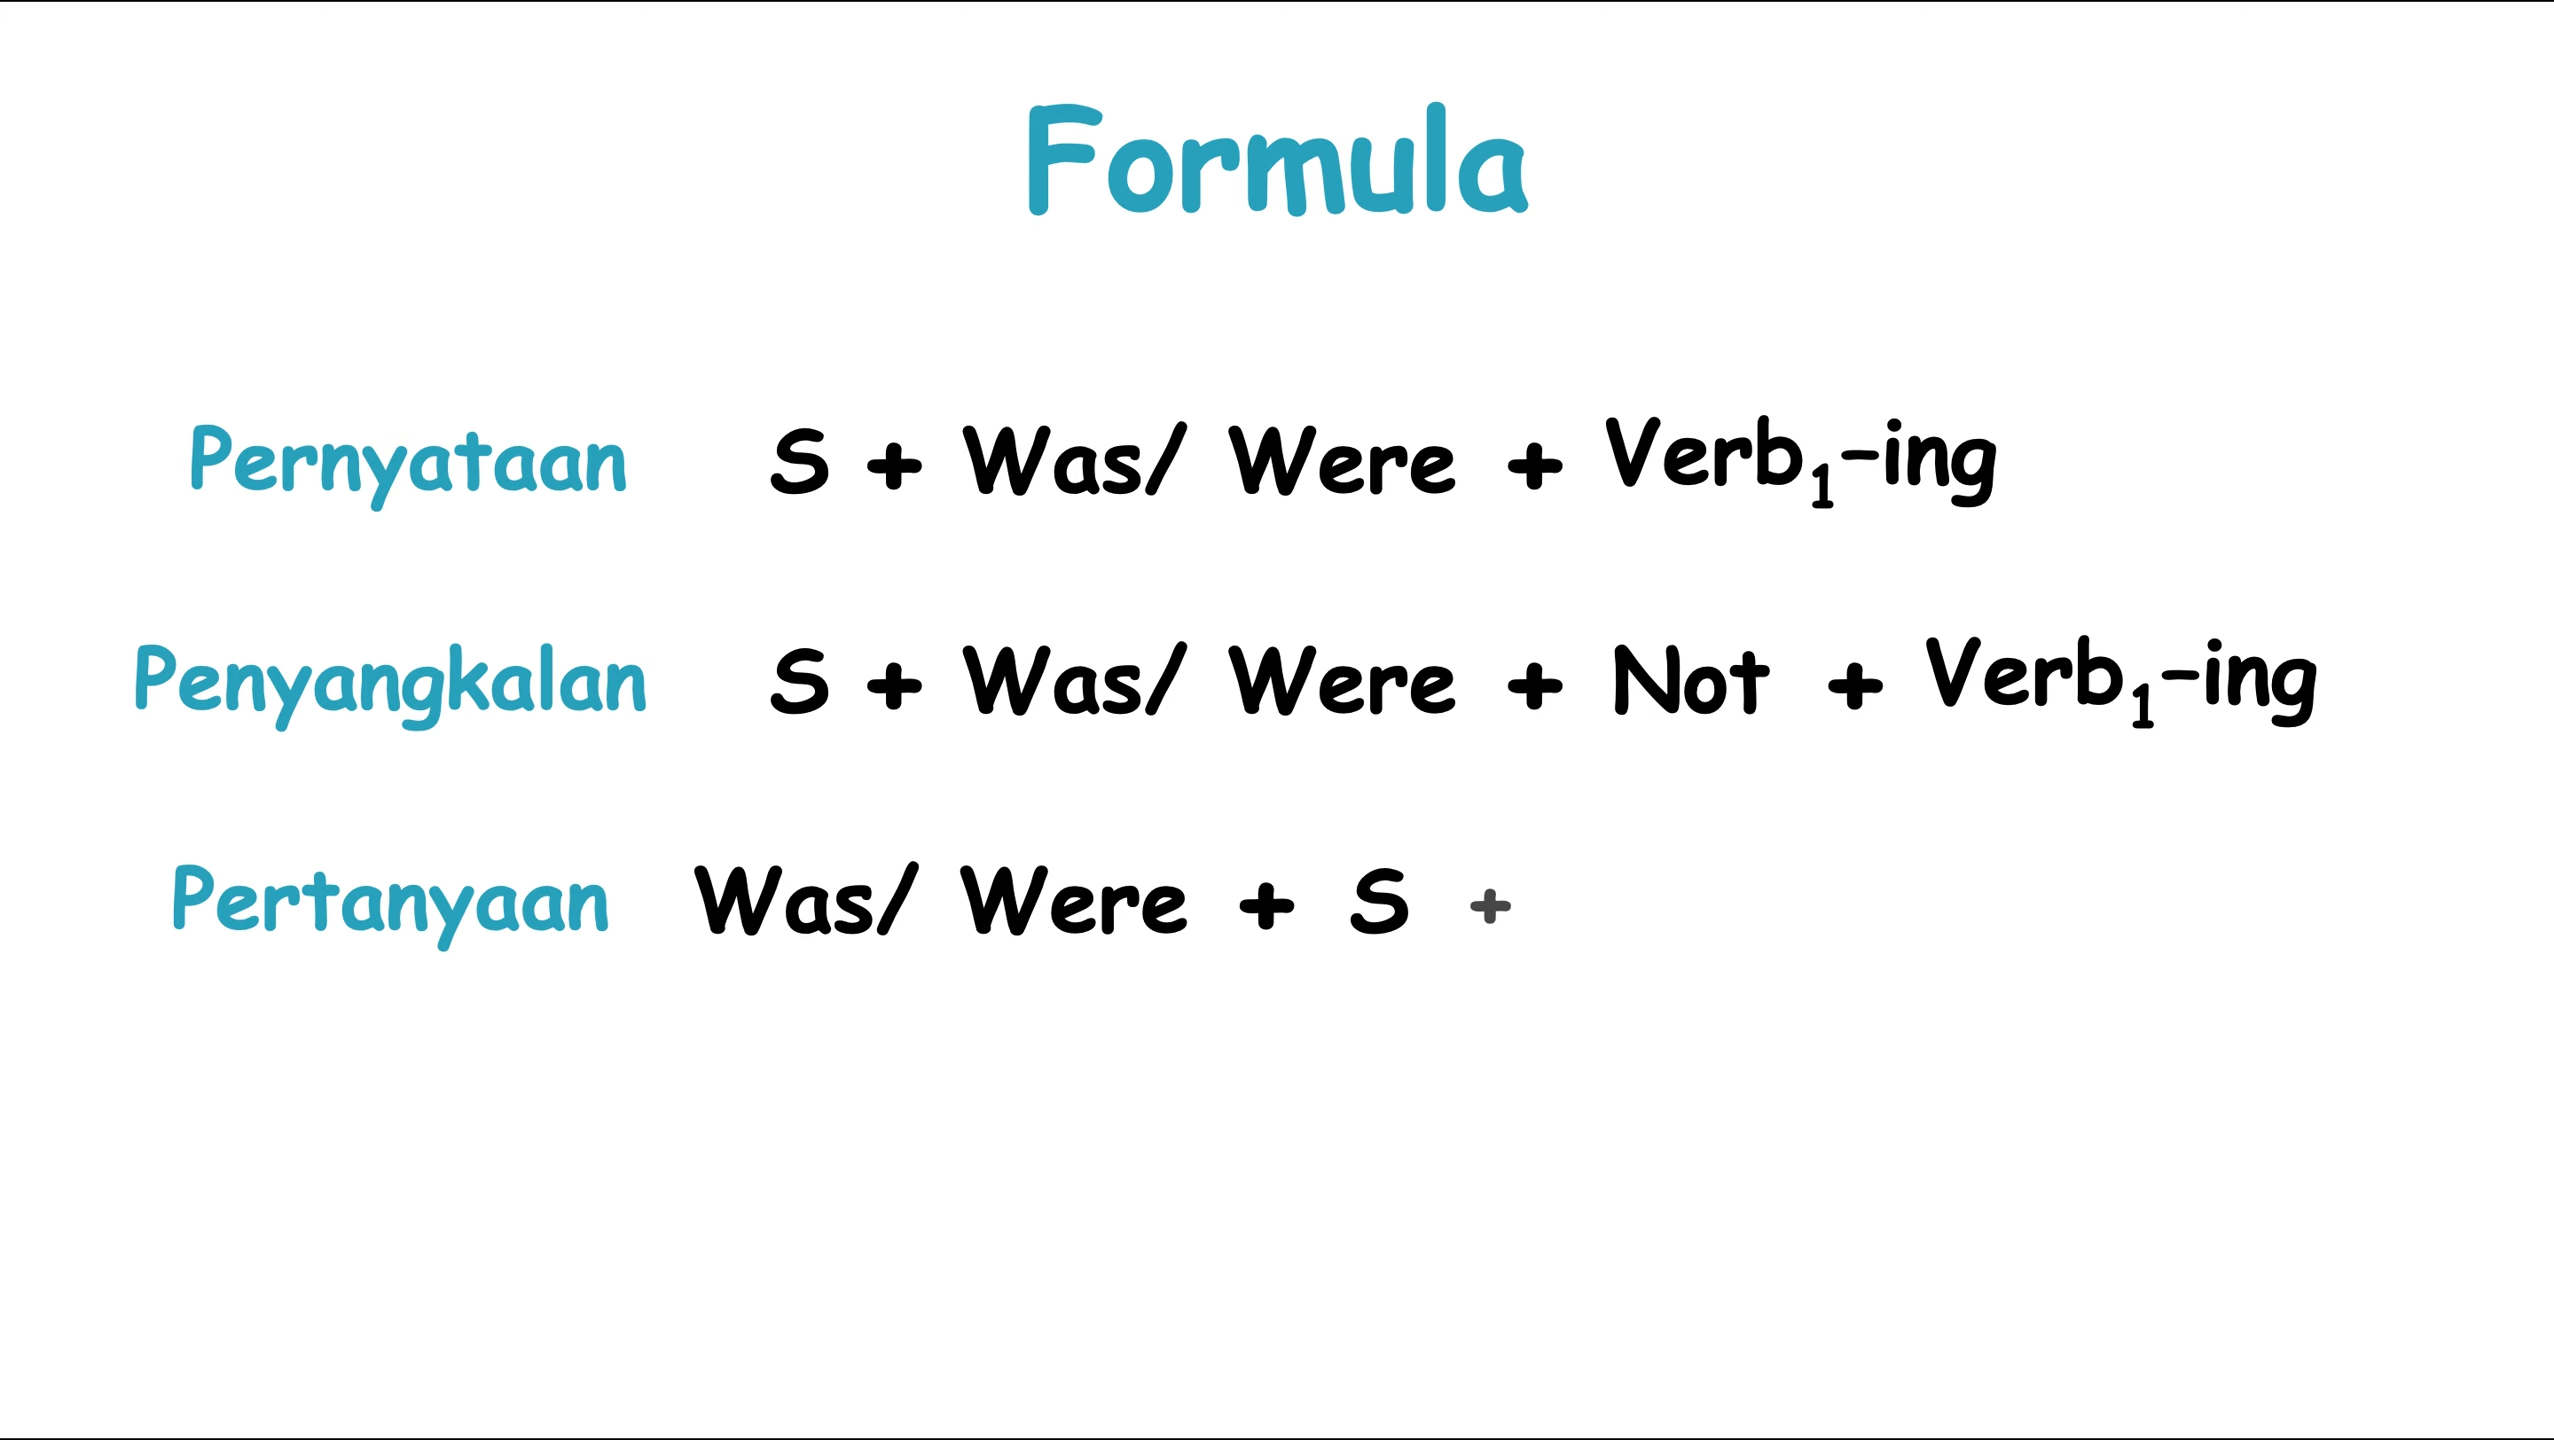 Formula
Pernyataan S + Was/ Were + Verb₁-ing
Penyangkalan S + Was/ Were + Not + Verb₁-ing
Pertanyaan Was/ Were + S +